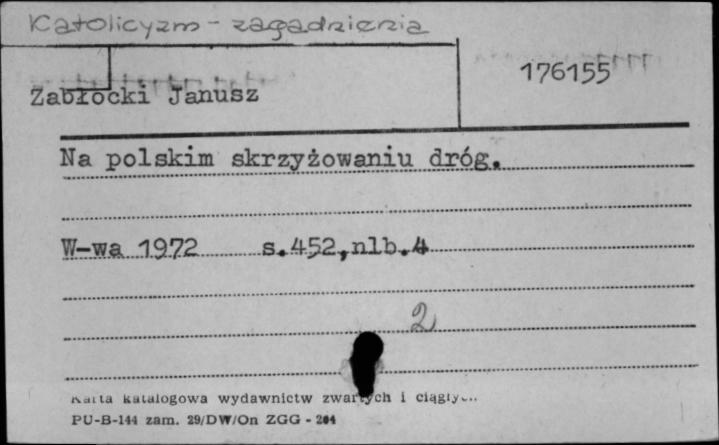 Katolicyzm - zagadnienia
176155
Zabłocki Janusz
Na polskim skrzyżowaniu dróg.
W-wa 1972 s.452,nlb.4
2
Karta katalogowa wydawnictw zwartych i ciągłych
PU-B-144 zam. 29/DW/On ZGG - 204